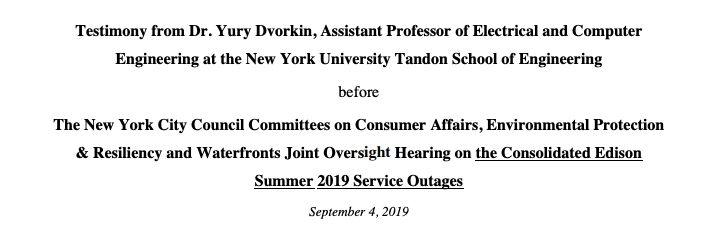 Testimony from Dr. Yury Dvorkin, Assistant Professor of Electrical and Computer
Engineering at the New York University Tandon School of Engineering
before
The New York City Council Committees on Consumer Affairs, Environmental Protection
& Resiliency and Waterfronts Joint Oversight Hearing on the Consolidated Edison
Summer 2019 Service Outages
September 4, 2019